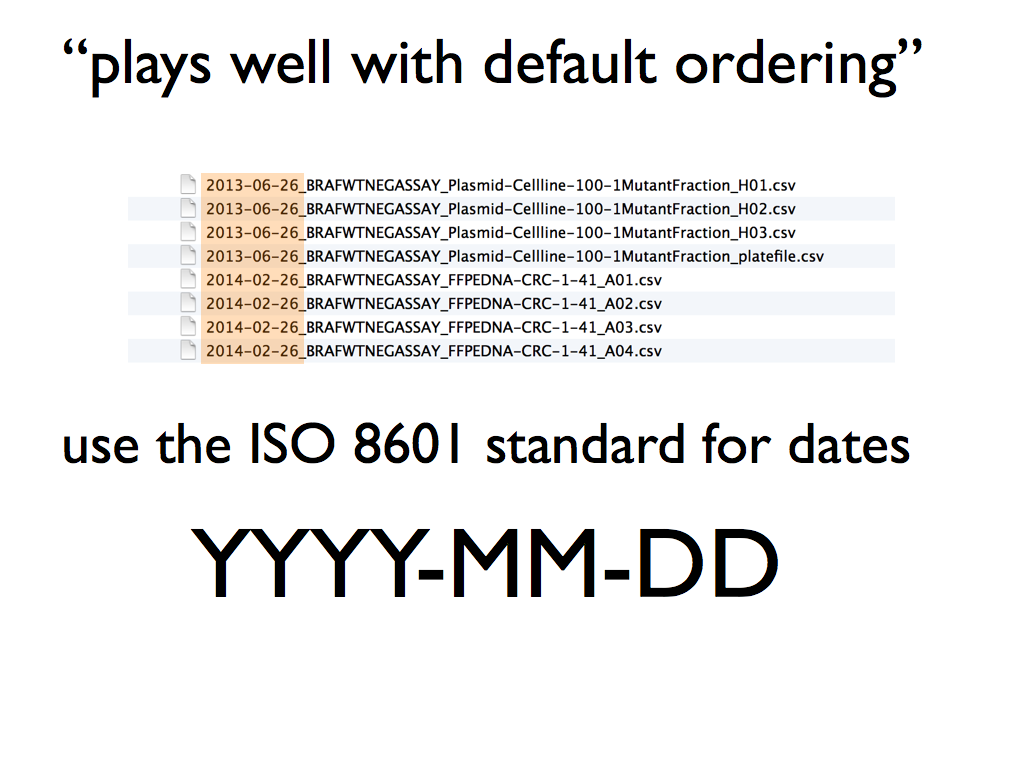 “plays well with default ordering”
2013-06-26_BRAFWTNEGASSAY_Plasmid-Cellline-100-1MutantFraction_H01.csv
2013-06-26_BRAFWTNEGASSAY_Plasmid-Cellline-100-1MutantFraction_H02.csv
2013-06-26_BRAFWTNEGASSAY_Plasmid-Cellline-100-1MutantFraction_H03.csv
2013-06-26_BRAFWTNEGASSAY_Plasmid-Cellline-100-1MutantFraction_platefile.csv
2014-02-26_BRAFWTNEGASSAY_FFPEDNA-CRC-1-41_A01.csv
2014-02-26_BRAFWTNEGASSAY_FFPEDNA-CRC-1-41_A02.csv
2014-02-26_BRAFWTNEGASSAY_FFPEDNA-CRC-1-41_A03.csv
2014-02-26_BRAFWTNEGASSAY_FFPEDNA-CRC-1-41_A04.csv
use the ISO 8601 standard for dates
YYYY-MM-DD